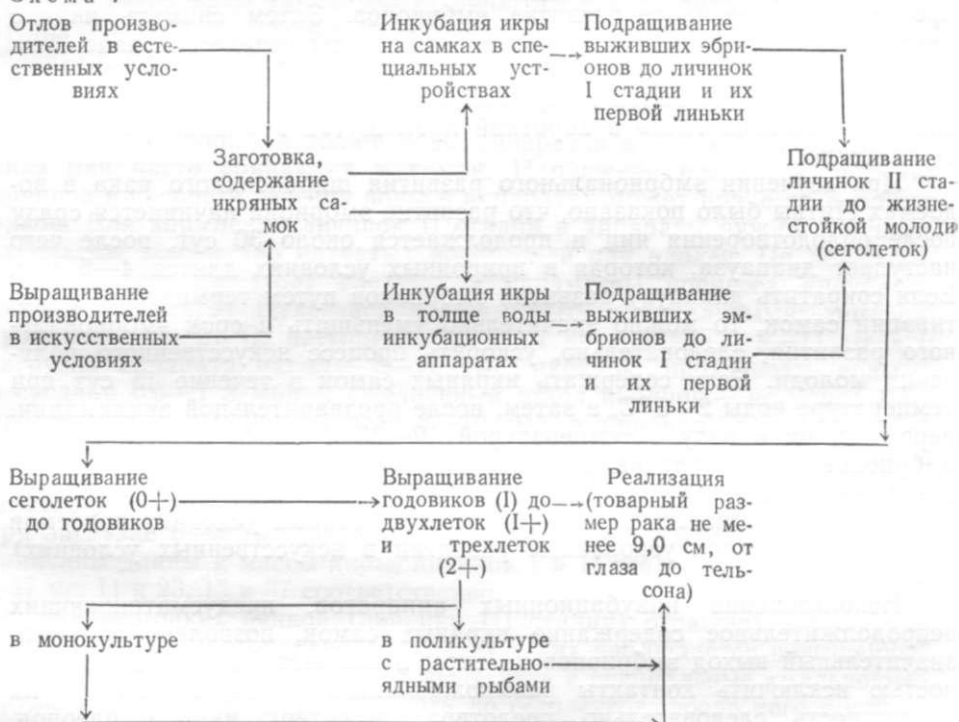 Отлов произво-
дителей в есте-
ственных усло-
виях
Инкубация икры
на самках в спе-
циальных уст-
ройствах
Подращивание
выживших эбри-
онов до личинок
I стадии и их
первой линьки
Заготовка,
содержание
икряных са-
мок
Подращивание
личинок II ста-
дии до жизне-
стойкой молоди
(сеголеток)
Выращивание
производителей
в искусственных
условиях
Инкубация икры
в толще воды
инкубационных
аппаратах
Подращивание
выживших эм-
брионов до ли-
чинок I стадии
и их первой
линьки
Выращивание
сеголеток (0+)
до годовиков
Выращивание
годовиков (I) до
двухлеток (I+)
и трехлеток
(2+)
Реализация
(товарный раз-
мер рака не ме-
нее 9,0 см, от
глаза до тель-
сона)
в монокультуре
в поликультуре
с растительно-
ядными рыбами